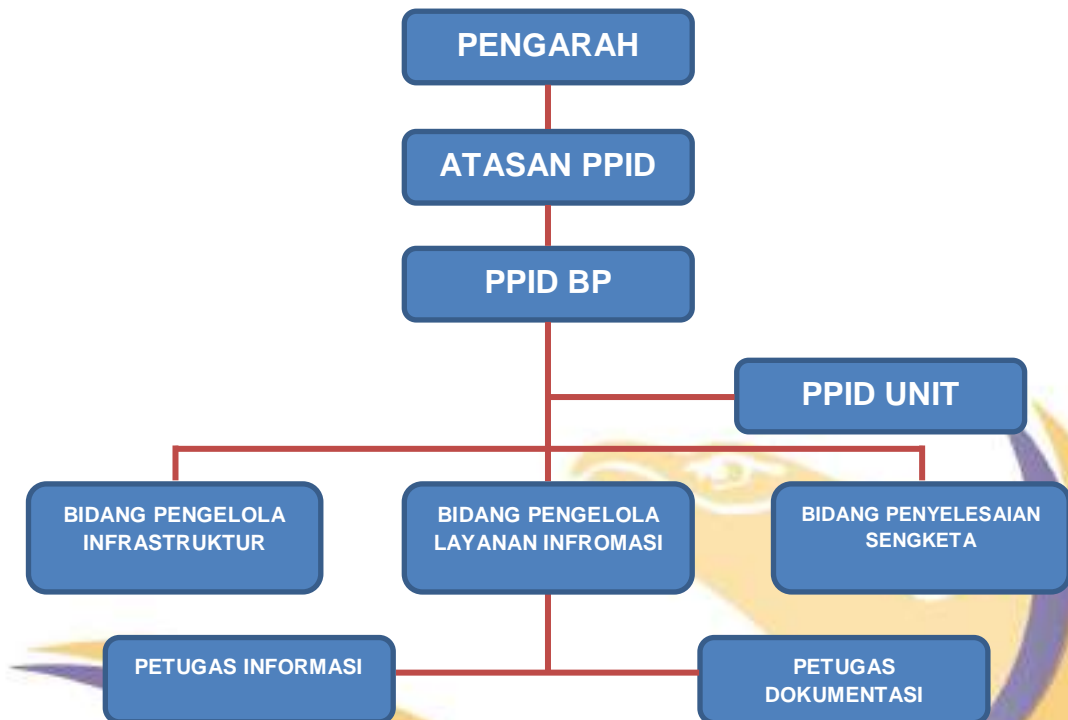 PENGARAH
ATASAN PPID
PPID BP
PPID UNIT
BIDANG PENGELOLA
INFRASTRUKTUR
BIDANG PENGELOLA
LAYANAN INFROMASI
BIDANG PENYELESAIAN
SENGKETA
PETUGAS INFORMASI
PETUGAS
DOKUMENTASI